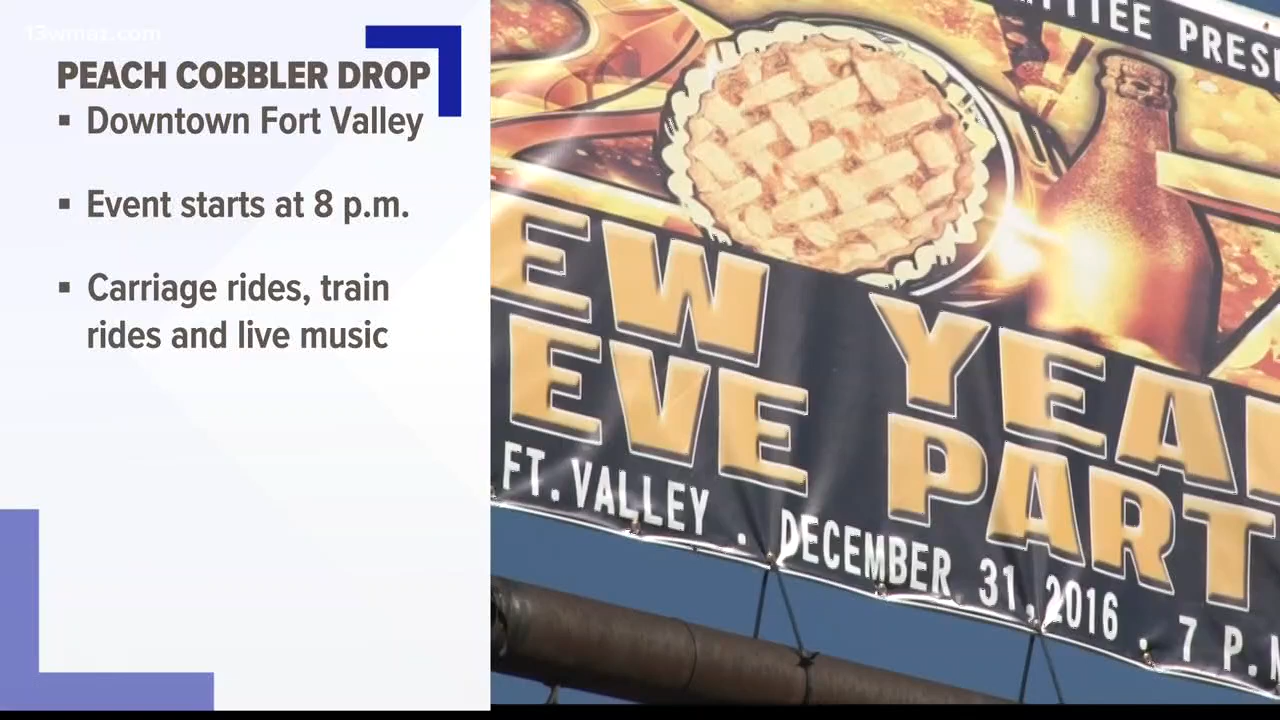 13wmaz.com
PEACH COBBLER DROP
▪ Downtown Fort Valley
▪ Event starts at 8 p.m.
▪ Carriage rides, train
rides and live music
PRES
EW YEA
EVE PART
FT. VALLEY . DECEMBER 31, 2016 . 7 P.M